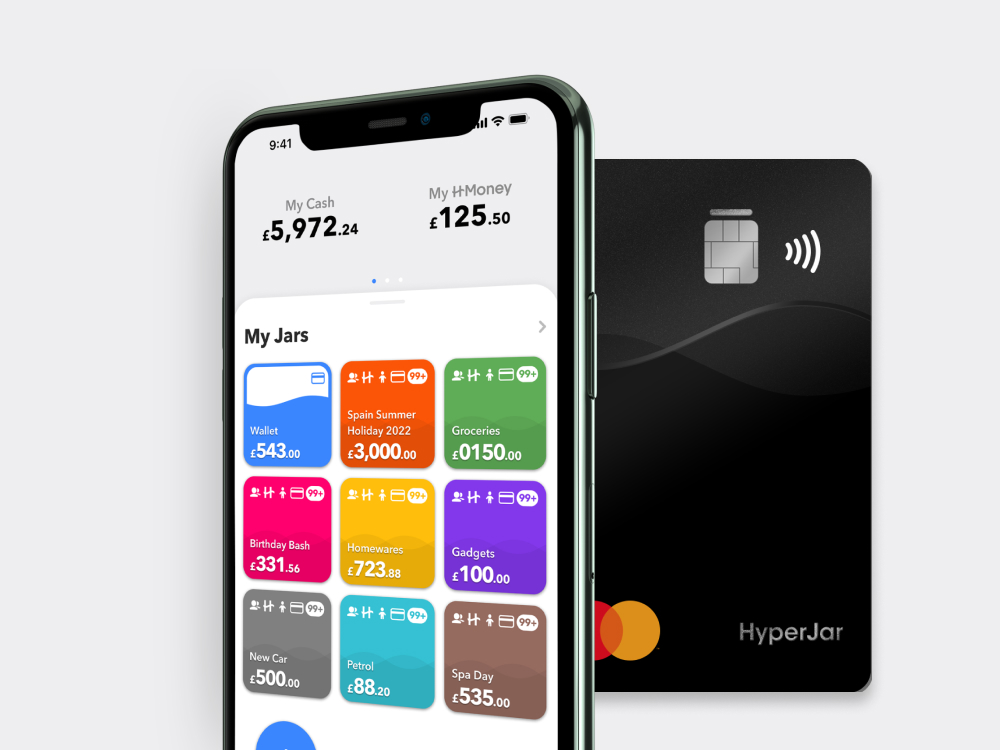 9:41
My Cash
£5,972.24
My HMoney
£125.50
My Jars
Wallet
£543.00
99+
Spain Summer
Holiday 2022
£3,000.00
99+
Groceries
£0150.00
99+
Birthday Bash
£331.56
99+
Homewares
£723.88
99+
Gadgets
£100.00
99+
New Car
£500.00
99+
Petrol
£88.20
99+
Spa Day
£535.00
HyperJar